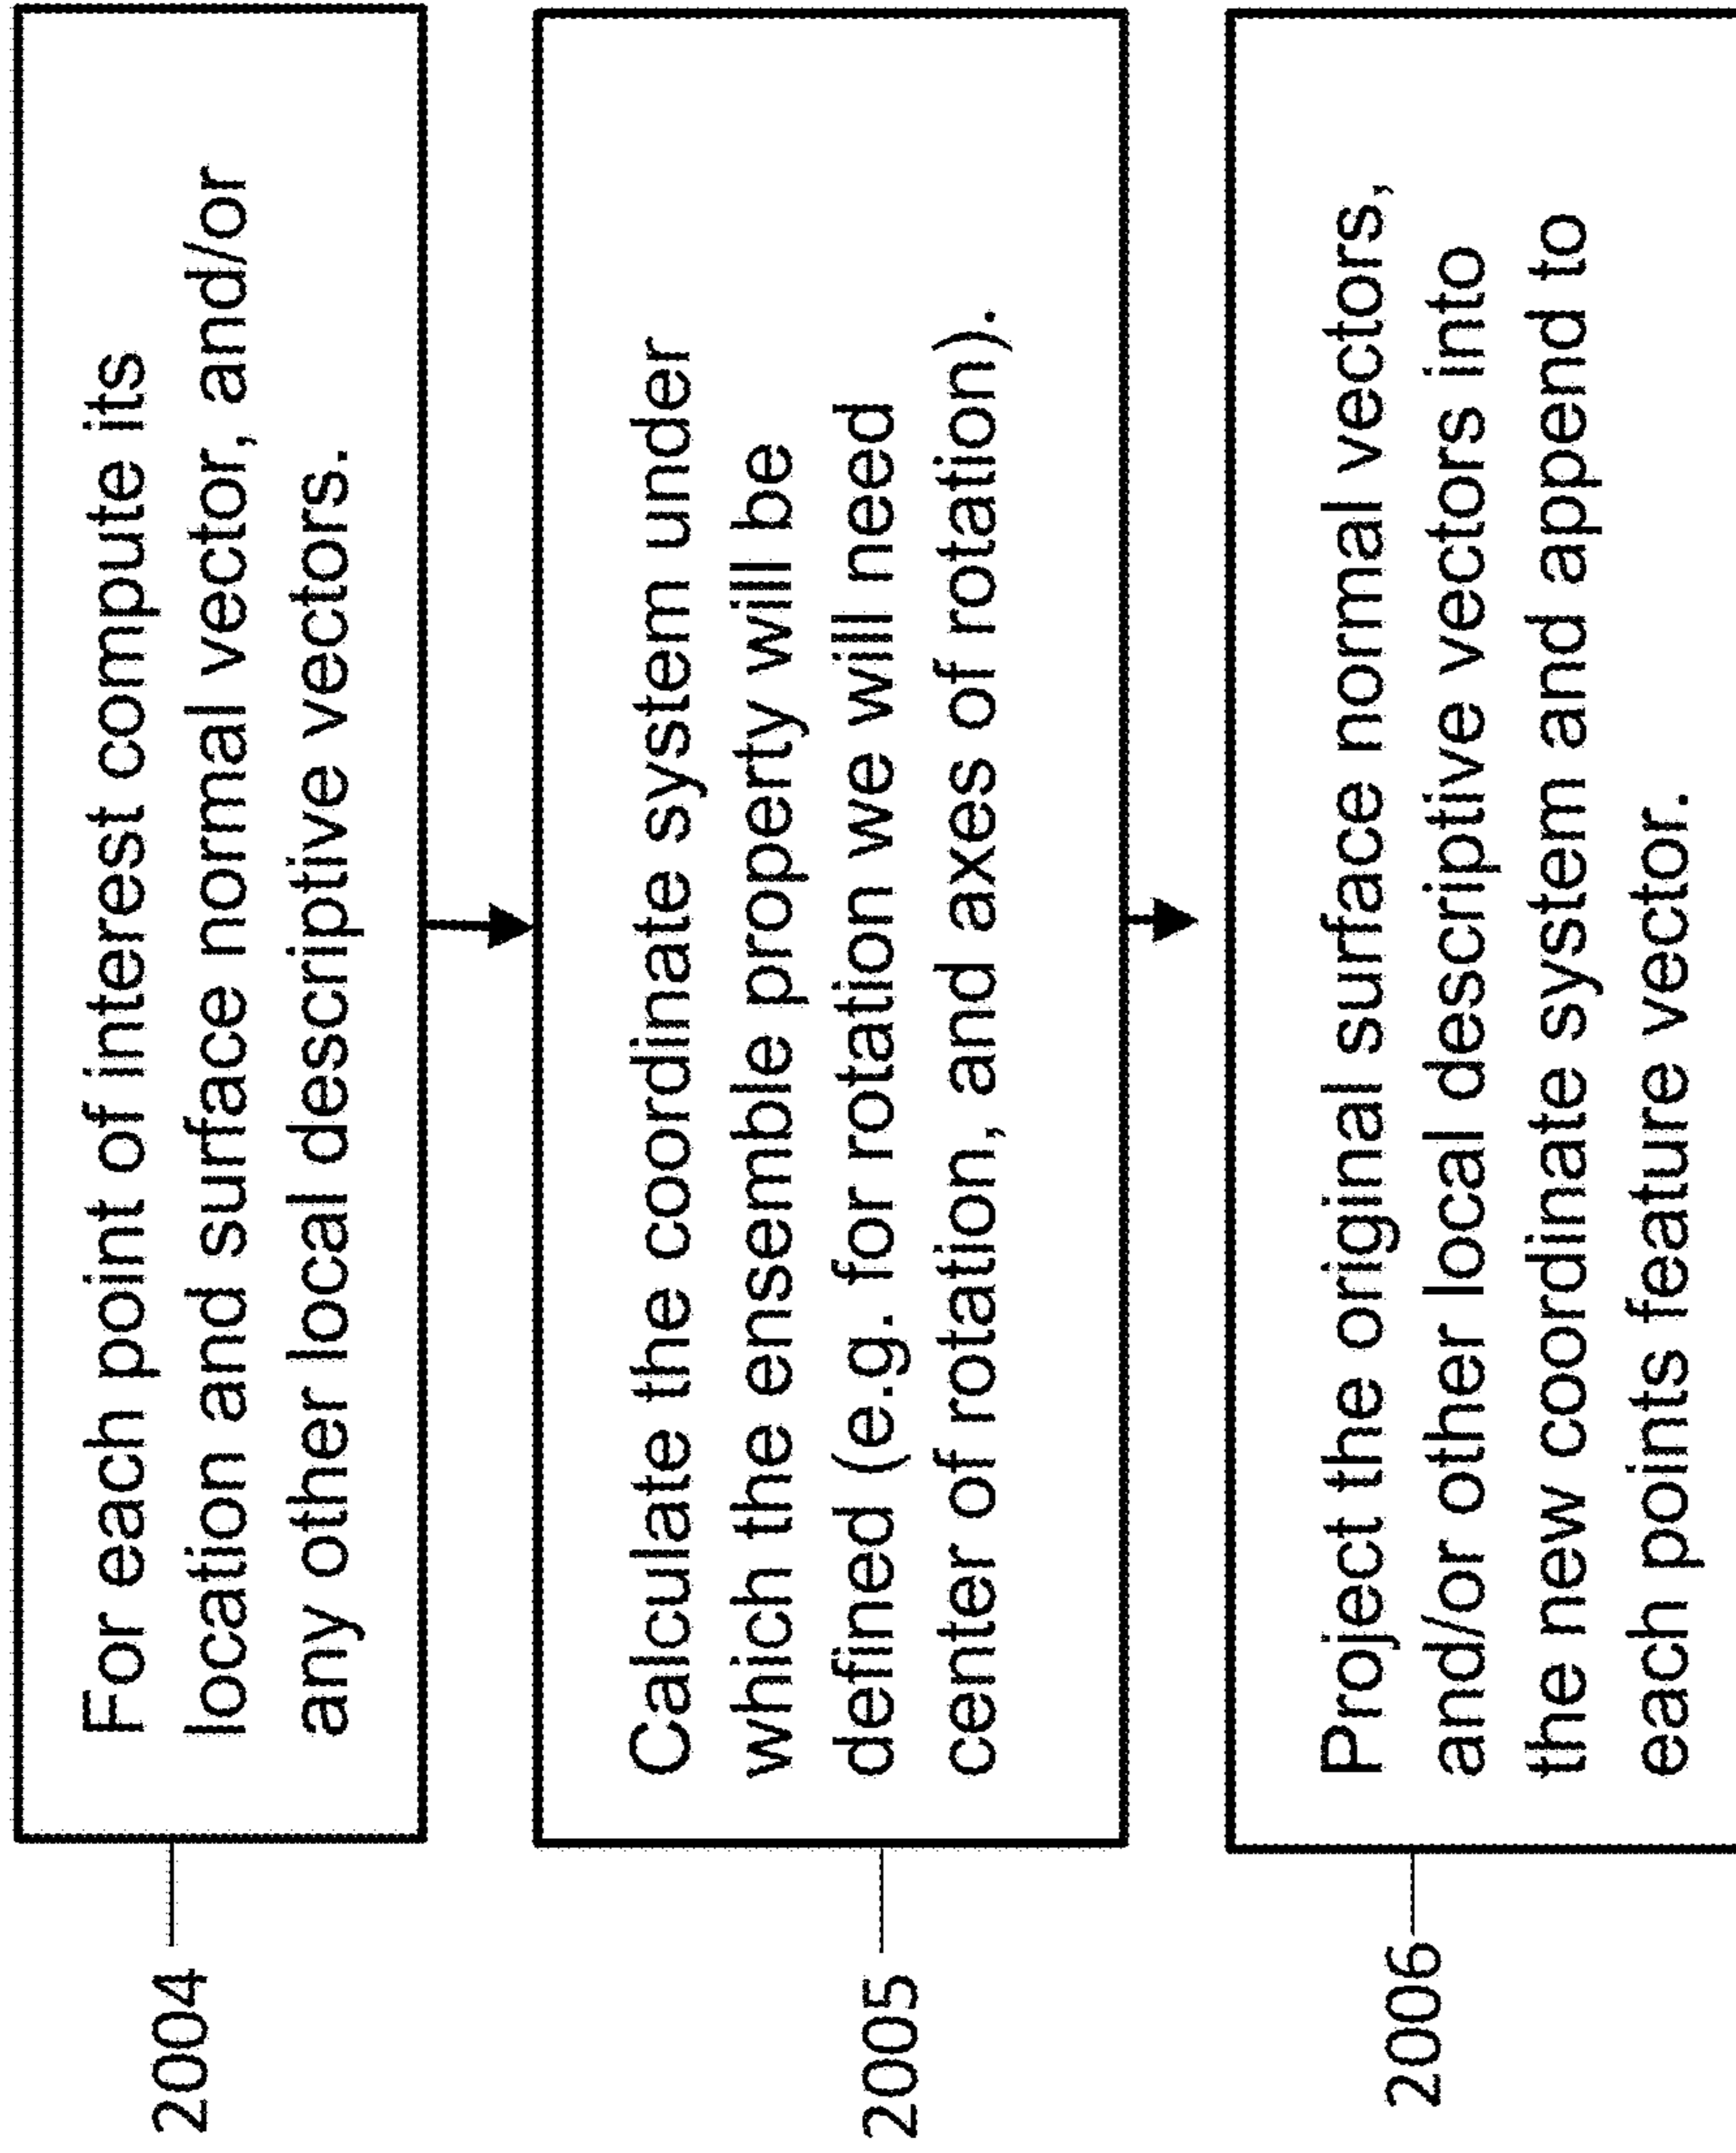 2004
For each point of interest compute its
location and surface normal vector, and/or
any other local descriptive vectors.
2005
Calculate the coordinate system under
which the ensemble property will be
defined (e.g. for rotation we will need
center of rotation, and axes of rotation).
2006
Project the original surface normal vectors,
and/or other local descriptive vectors into
the new coordinate system and append to
each points feature vector.